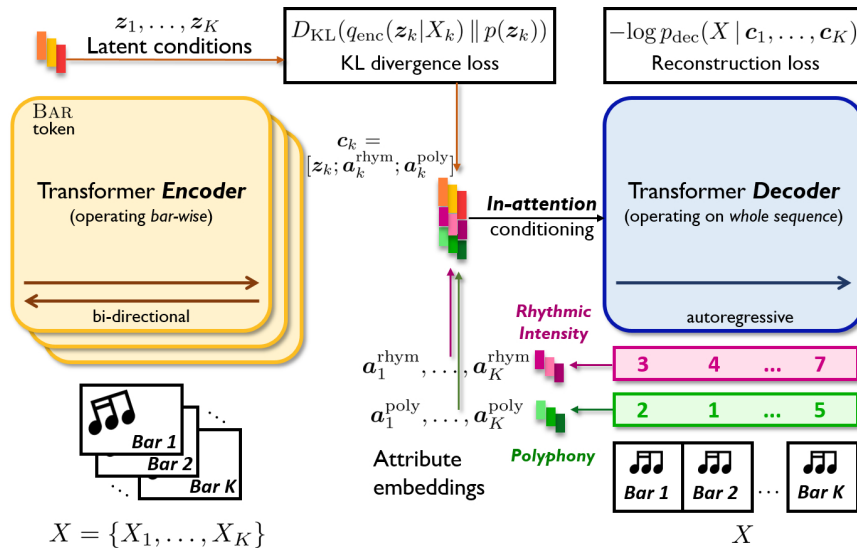 z_1, . . . , z_K
Latent conditions
D_KL(q_enc(z_k|X_k) ∥ p(z_k))
KL divergence loss
−log p_dec(X | c_1, . . . , c_K)
Reconstruction loss
BAR
token
Transformer Encoder
(operating bar-wise)
bi-directional
c_k =
[z_k; a_k^rhym; a_k^poly]
In-attention
conditioning
Transformer Decoder
(operating on whole sequence)
autoregressive
Rhythmic
Intensity
a_1^rhym, . . . , a_K^rhym
3 4 ... 7
a_1^poly, . . . , a_K^poly
2 1 ... 5
Polyphony
Attribute
embeddings
Bar 1
Bar 2
Bar K
X = {X_1, . . . , X_K}
Bar 1 Bar 2 ... Bar K
X